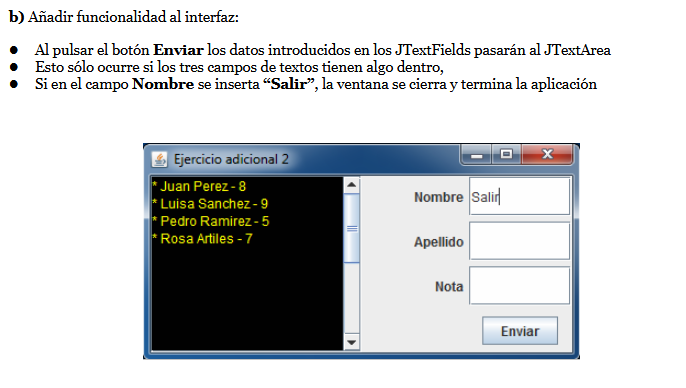 b) Añadir funcionalidad al interfaz:
● Al pulsar el botón Enviar los datos introducidos en los JTextFields pasarán al JTextArea
● Esto sólo ocurre si los tres campos de textos tienen algo dentro,
● Si en el campo Nombre se inserta “Salir”, la ventana se cierra y termina la aplicación
Ejercicio adicional 2
* Juan Perez - 8
* Luisa Sanchez - 9
* Pedro Ramirez - 5
* Rosa Artiles - 7
Nombre Salir
Apellido
Nota
Enviar